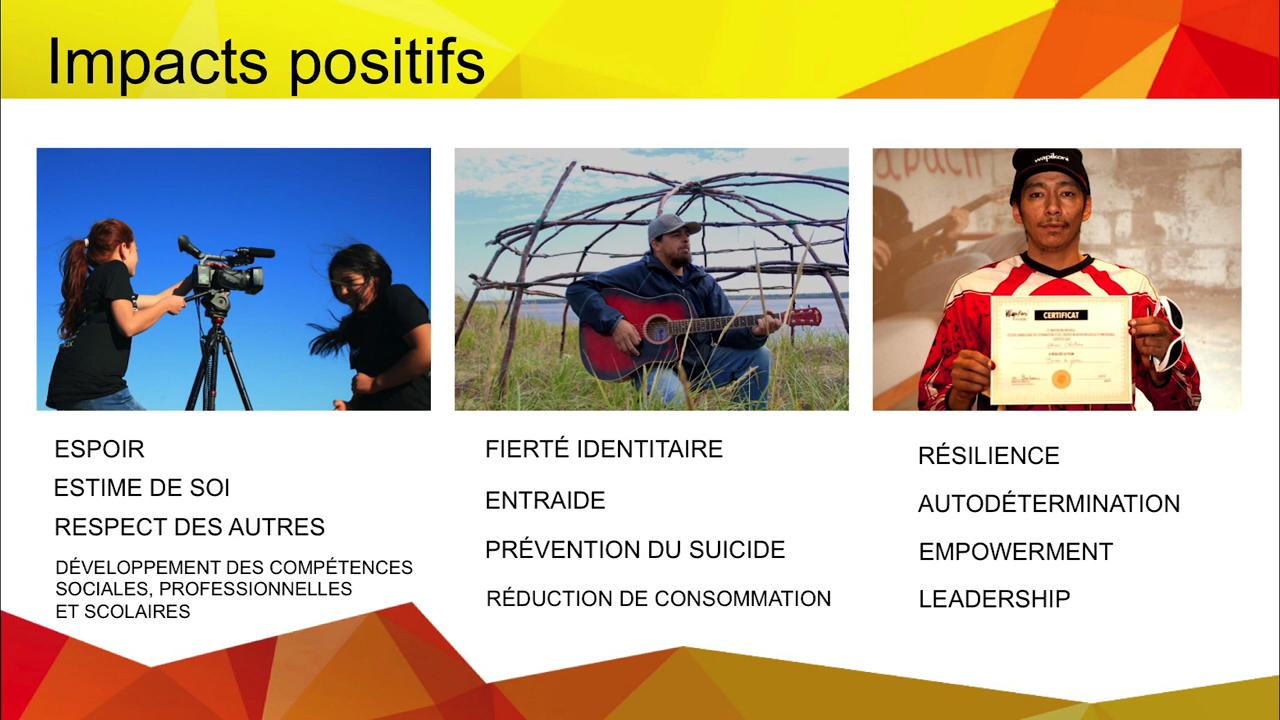 Impacts positifs
wapikoni
CERTIFICAT
ESPOIR
ESTIME DE SOI
RESPECT DES AUTRES
DÉVELOPPEMENT DES COMPÉTENCES
SOCIALES, PROFESSIONNELLES
ET SCOLAIRES
FIERTÉ IDENTITAIRE
ENTRAIDE
PRÉVENTION DU SUICIDE
RÉDUCTION DE CONSOMMATION
RÉSILIENCE
AUTODÉTERMINATION
EMPOWERMENT
LEADERSHIP